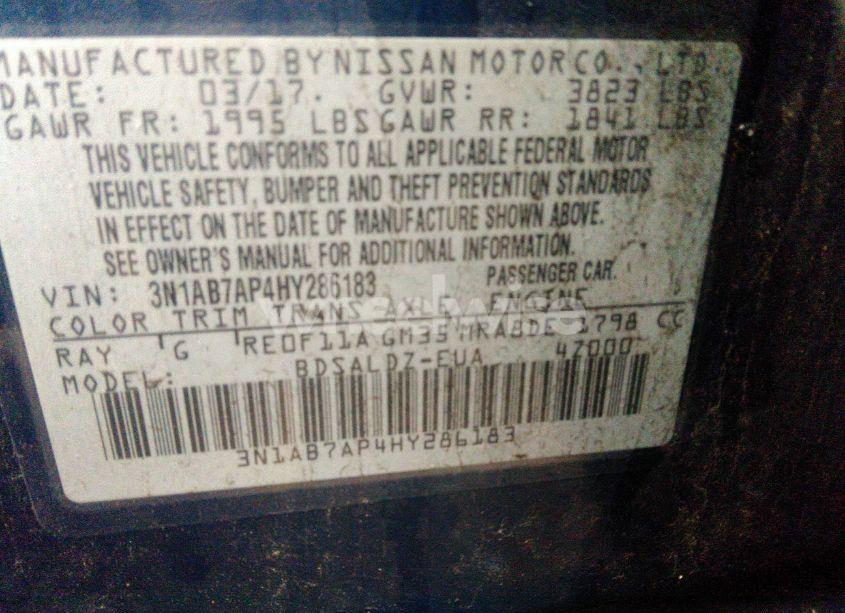 MANUFACTURED BY NISSAN MOTOR CO., LTD.
DATE: 03/17. GVWR: 3823 LBS
GAWR FR: 1995 LBS GAWR RR: 1841 LBS
THIS VEHICLE CONFORMS TO ALL APPLICABLE FEDERAL MOTOR
VEHICLE SAFETY, BUMPER AND THEFT PREVENTION STANDARDS
IN EFFECT ON THE DATE OF MANUFACTURE SHOWN ABOVE.
SEE OWNER'S MANUAL FOR ADDITIONAL INFORMATION.
VIN: 3N1AB7AP4HY286183 PASSENGER CAR
COLOR TRIM TRANS AXLE ENGINE
RAY G RE0F11A GM35 MRA8DE 1798 CC
MODEL: BDSALDZ-EUA 4Z000
3N1AB7AP4HY286183